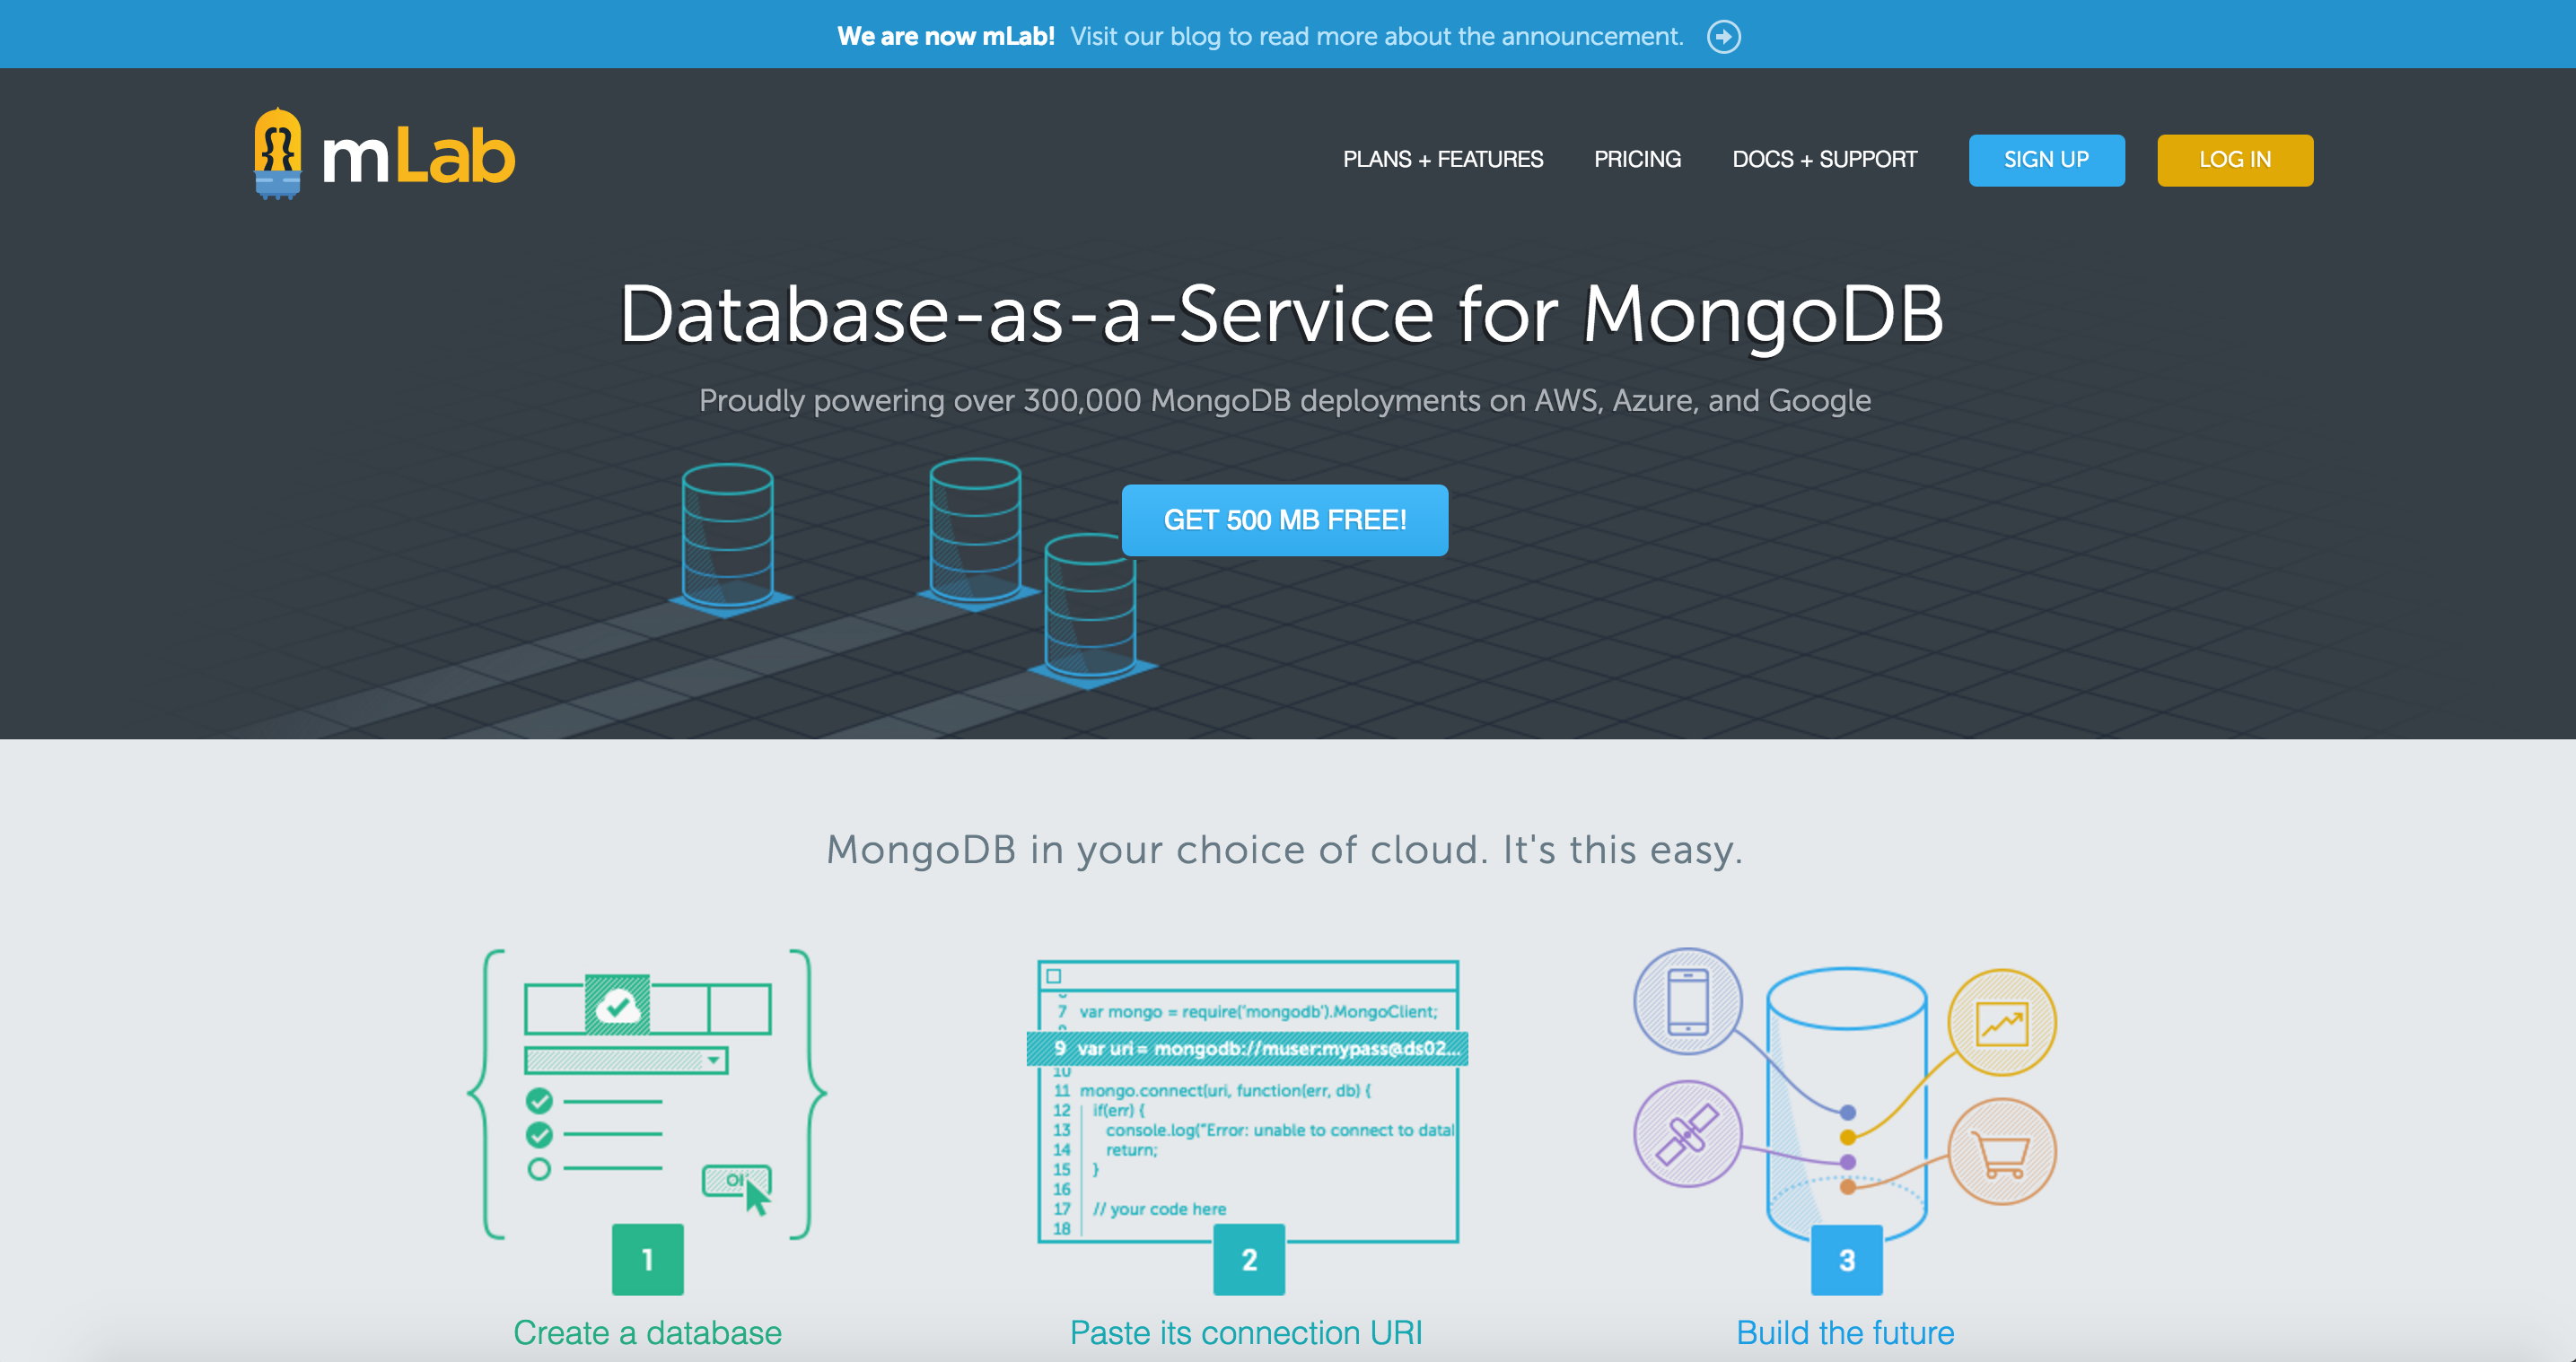 We are now mLab! Visit our blog to read more about the announcement.
mLab
PLANS + FEATURES
PRICING
DOCS + SUPPORT
SIGN UP
LOG IN
Database-as-a-Service for MongoDB
Proudly powering over 300,000 MongoDB deployments on AWS, Azure, and Google
GET 500 MB FREE!
MongoDB in your choice of cloud. It's this easy.
7 var mongo = require('mongodb').MongoClient;
9 var uri = mongodb://muser:mypass@ds02...
10
11 mongo.connect(uri, function(err, db) {
12 if(err) {
13 console.log("Error: unable to connect to datal
14 return;
15 }
16
17 // your code here
18
1
Create a database
2
Paste its connection URI
3
Build the future